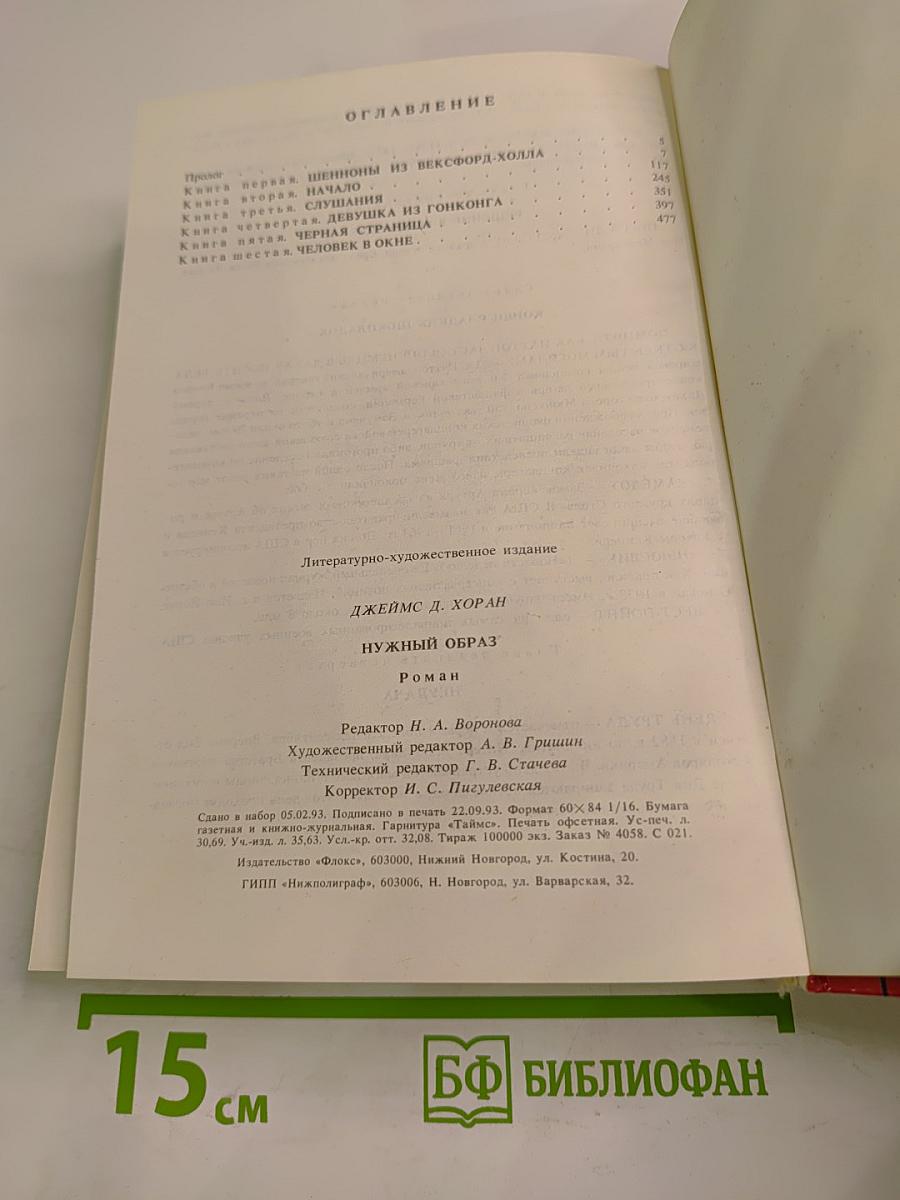 ОГЛАВЛЕНИЕ
Пролог . . . . . . . . . . . . . . . . 5
Книга первая. ШЕННОНЫ ИЗ ВЕКСФОРД-ХОЛЛА . . . . 7
Книга вторая. НАЧАЛО . . . . . . . . . . . 117
Книга третья. СЛУШАНИЯ . . . . . . . . . . 245
Книга четвертая. ДЕВУШКА ИЗ ГОНКОНГА . . . . . 351
Книга пятая. ЧЕРНАЯ СТРАНИЦА . . . . . . . . 397
Книга шестая. ЧЕЛОВЕК В ОКНЕ . . . . . . . . 477
Литературно-художественное издание
ДЖЕЙМС Д. ХОРАН
НУЖНЫЙ ОБРАЗ
Роман
Редактор Н. А. Воронова
Художественный редактор А. В. Гришин
Технический редактор Г. В. Стачева
Корректор И. С. Пигулевская
Сдано в набор 05.02.93. Подписано в печать 22.09.93. Формат 60×84 1/16. Бумага
газетная и книжно-журнальная. Гарнитура «Таймс». Печать офсетная. Ус-печ. л.
30,69. Уч.-изд. л. 35,63. Усл.-кр. отт. 32,08. Тираж 100000 экз. Заказ № 4058. С 021.
Издательство «Флокс», 603000, Нижний Новгород, ул. Костина, 20.
ГИПП «Нижполиграф», 603006, Н. Новгород, ул. Варварская, 32.
15 см
БФ БИБЛИОФАН